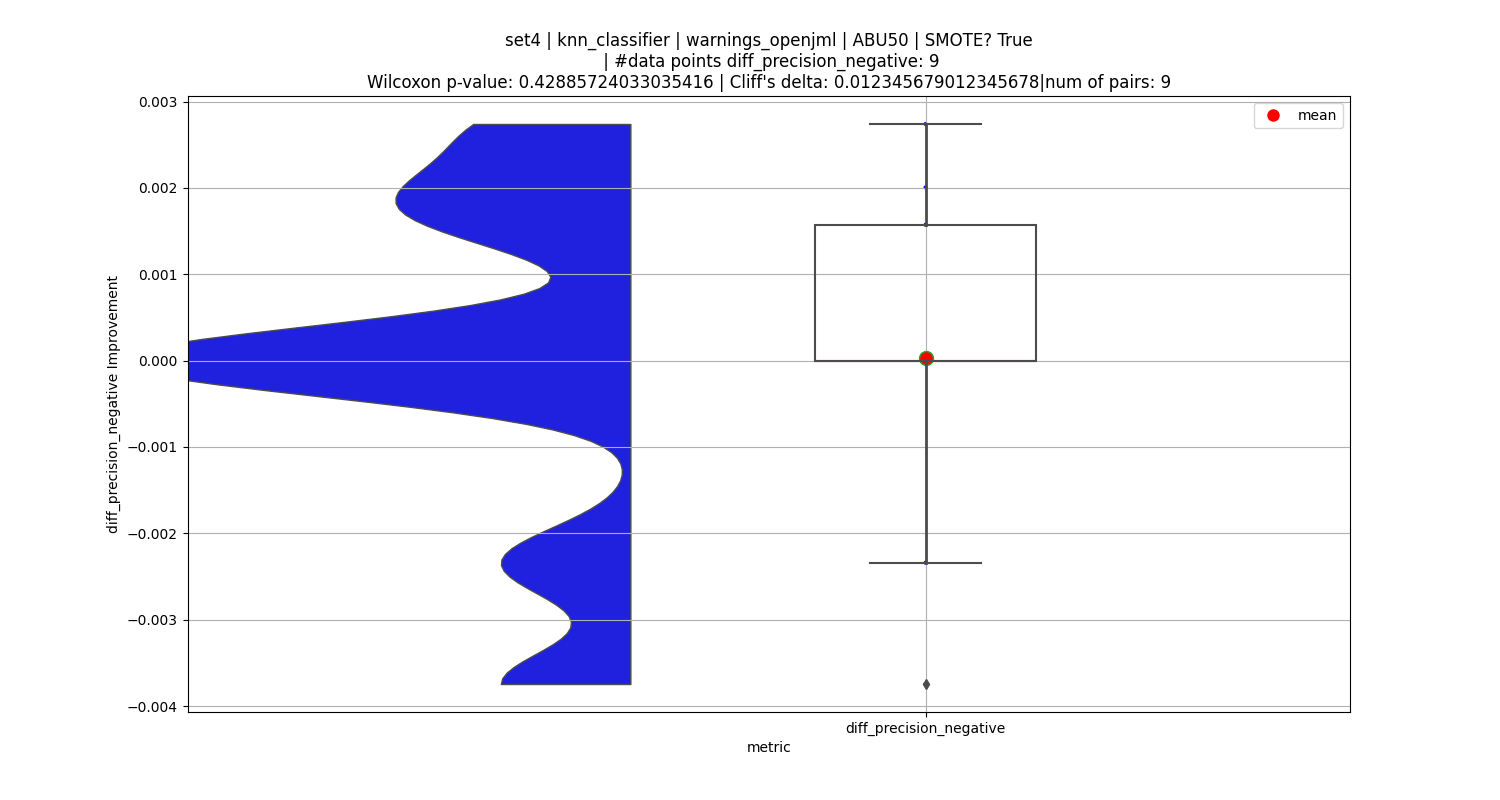 set4 | knn_classifier | warnings_openjml | ABU50 | SMOTE? True
| #data points diff_precision_negative: 9
Wilcoxon p-value: 0.42885724033035416 | Cliff's delta: 0.012345679012345678|num of pairs: 9
mean
0.003
0.002
0.001
0.000
−0.001
−0.002
−0.003
−0.004
diff_precision_negative Improvement
diff_precision_negative
metric